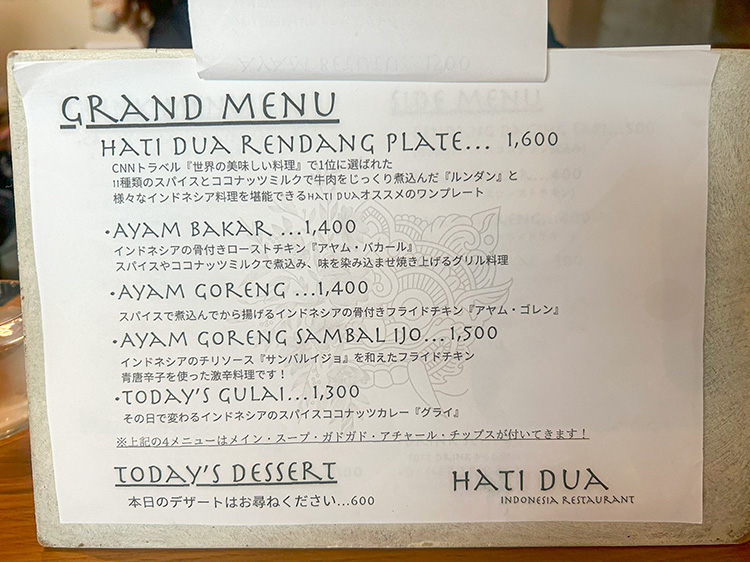 GRAND MENU
HATI DUA RENDANG PLATE... 1,600
CNNトラベル『世界の美味しい料理』で1位に選ばれた
11種類のスパイスとココナッツミルクで牛肉をじっくり煮込んだ『ルンダン』と
様々なインドネシア料理を堪能できるHATI DUAオススメのワンプレート
・AYAM BAKAR ...1,400
インドネシアの骨付きローストチキン『アヤム・バカール』
スパイスやココナッツミルクで煮込み、味を染み込ませ焼き上げるグリル料理
・AYAM GORENG ...1,400
スパイスで煮込んでから揚げるインドネシアの骨付きフライドチキン『アヤム・ゴレン』
・AYAM GORENG SAMBAL IJO...1,500
インドネシアのチリソース『サンバルイジョ』を和えたフライドチキン
青唐辛子を使った激辛料理です！
・TODAY'S GULAI...1,300
その日で変わるインドネシアのスパイスココナッツカレー『グライ』
※上記の4メニューはメイン・スープ・ガドガド・アチャール・チップスが付いてきます！
TODAY'S DESSERT
本日のデザートはお尋ねください...600
HATI DUA
INDONESIA RESTAURANT
SIDE MENU